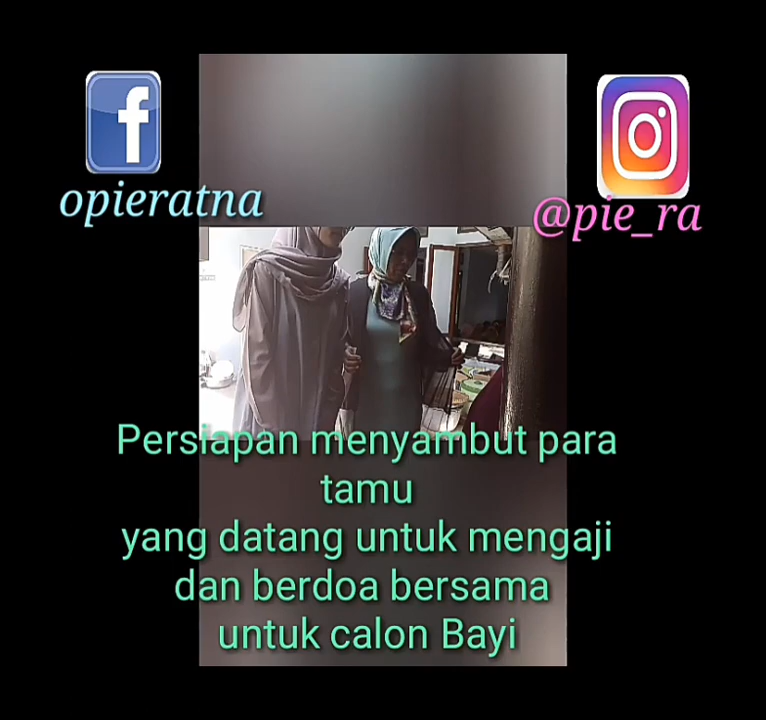 opieratna
@pie_ra
Persiapan menyambut para
tamu
yang datang untuk mengaji
dan berdoa bersama
untuk calon Bayi